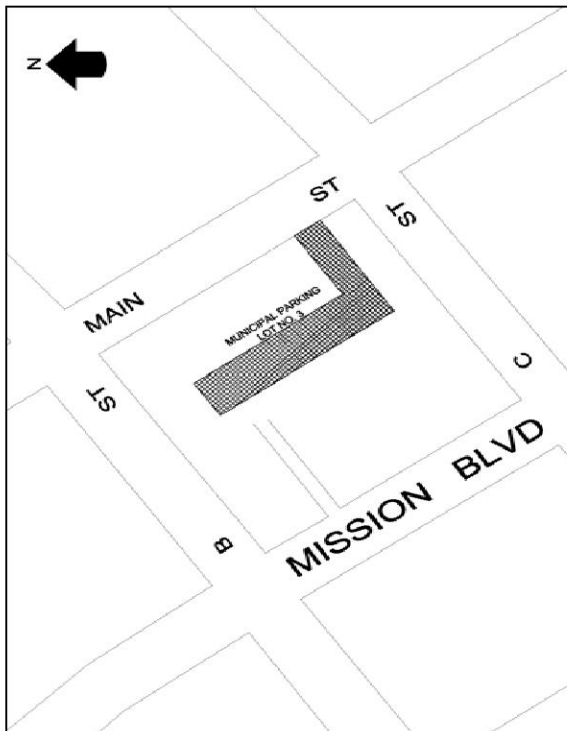 N
MAIN ST
MUNICIPAL PARKING
LOT NO. 3
B ST
C ST
MISSION BLVD